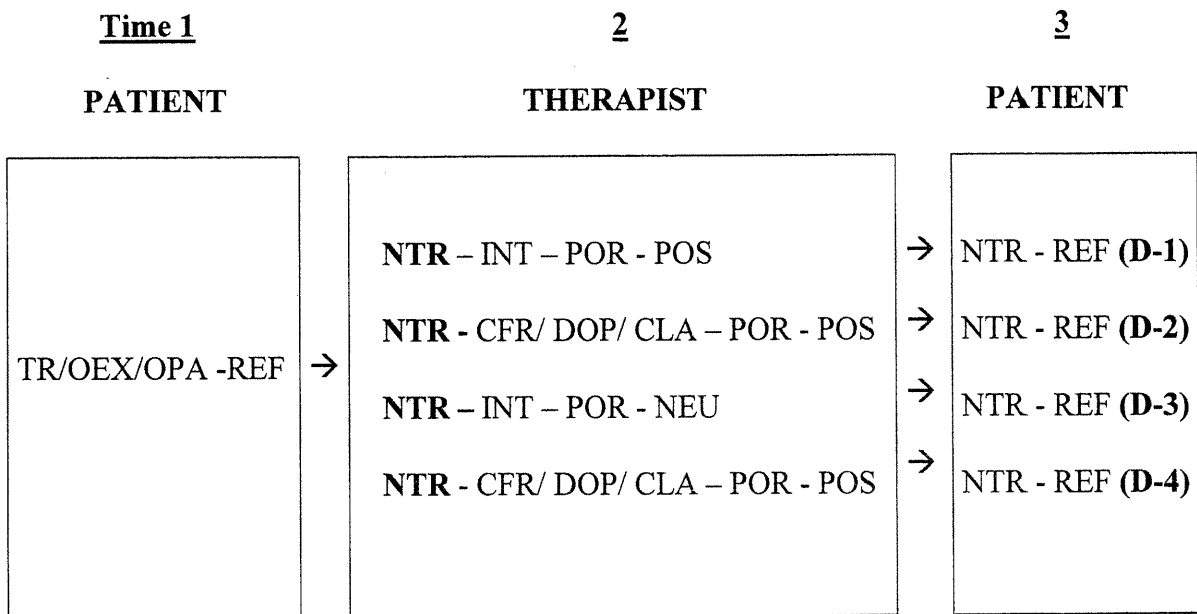 Time 1 2 3
PATIENT THERAPIST PATIENT
NTR – INT – POR - POS → NTR - REF (D-1)
NTR - CFR/ DOP/ CLA – POR - POS → NTR - REF (D-2)
TR/OEX/OPA -REF →
NTR – INT – POR - NEU → NTR - REF (D-3)
NTR - CFR/ DOP/ CLA – POR - POS → NTR - REF (D-4)